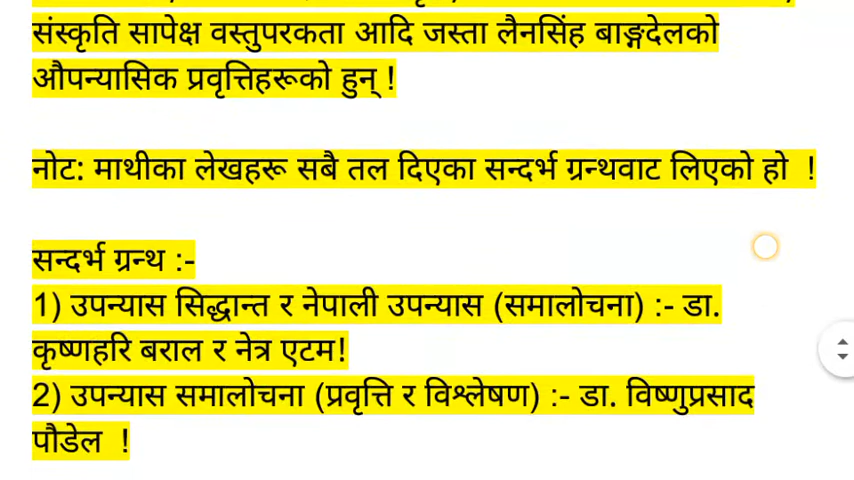 संस्कृति सापेक्ष वस्तुपरकता आदि जस्ता लैनसिंह बाङ्गदेलको
औपन्यासिक प्रवृत्तिहरूको हुन् !
नोट: माथीका लेखहरू सबै तल दिएका सन्दर्भ ग्रन्थवाट लिएको हो !
सन्दर्भ ग्रन्थ :-
1) उपन्यास सिद्धान्त र नेपाली उपन्यास (समालोचना) :- डा.
कृष्णहरि बराल र नेत्र एटम!
2) उपन्यास समालोचना (प्रवृत्ति र विश्लेषण) :- डा. विष्णुप्रसाद
पौडेल !